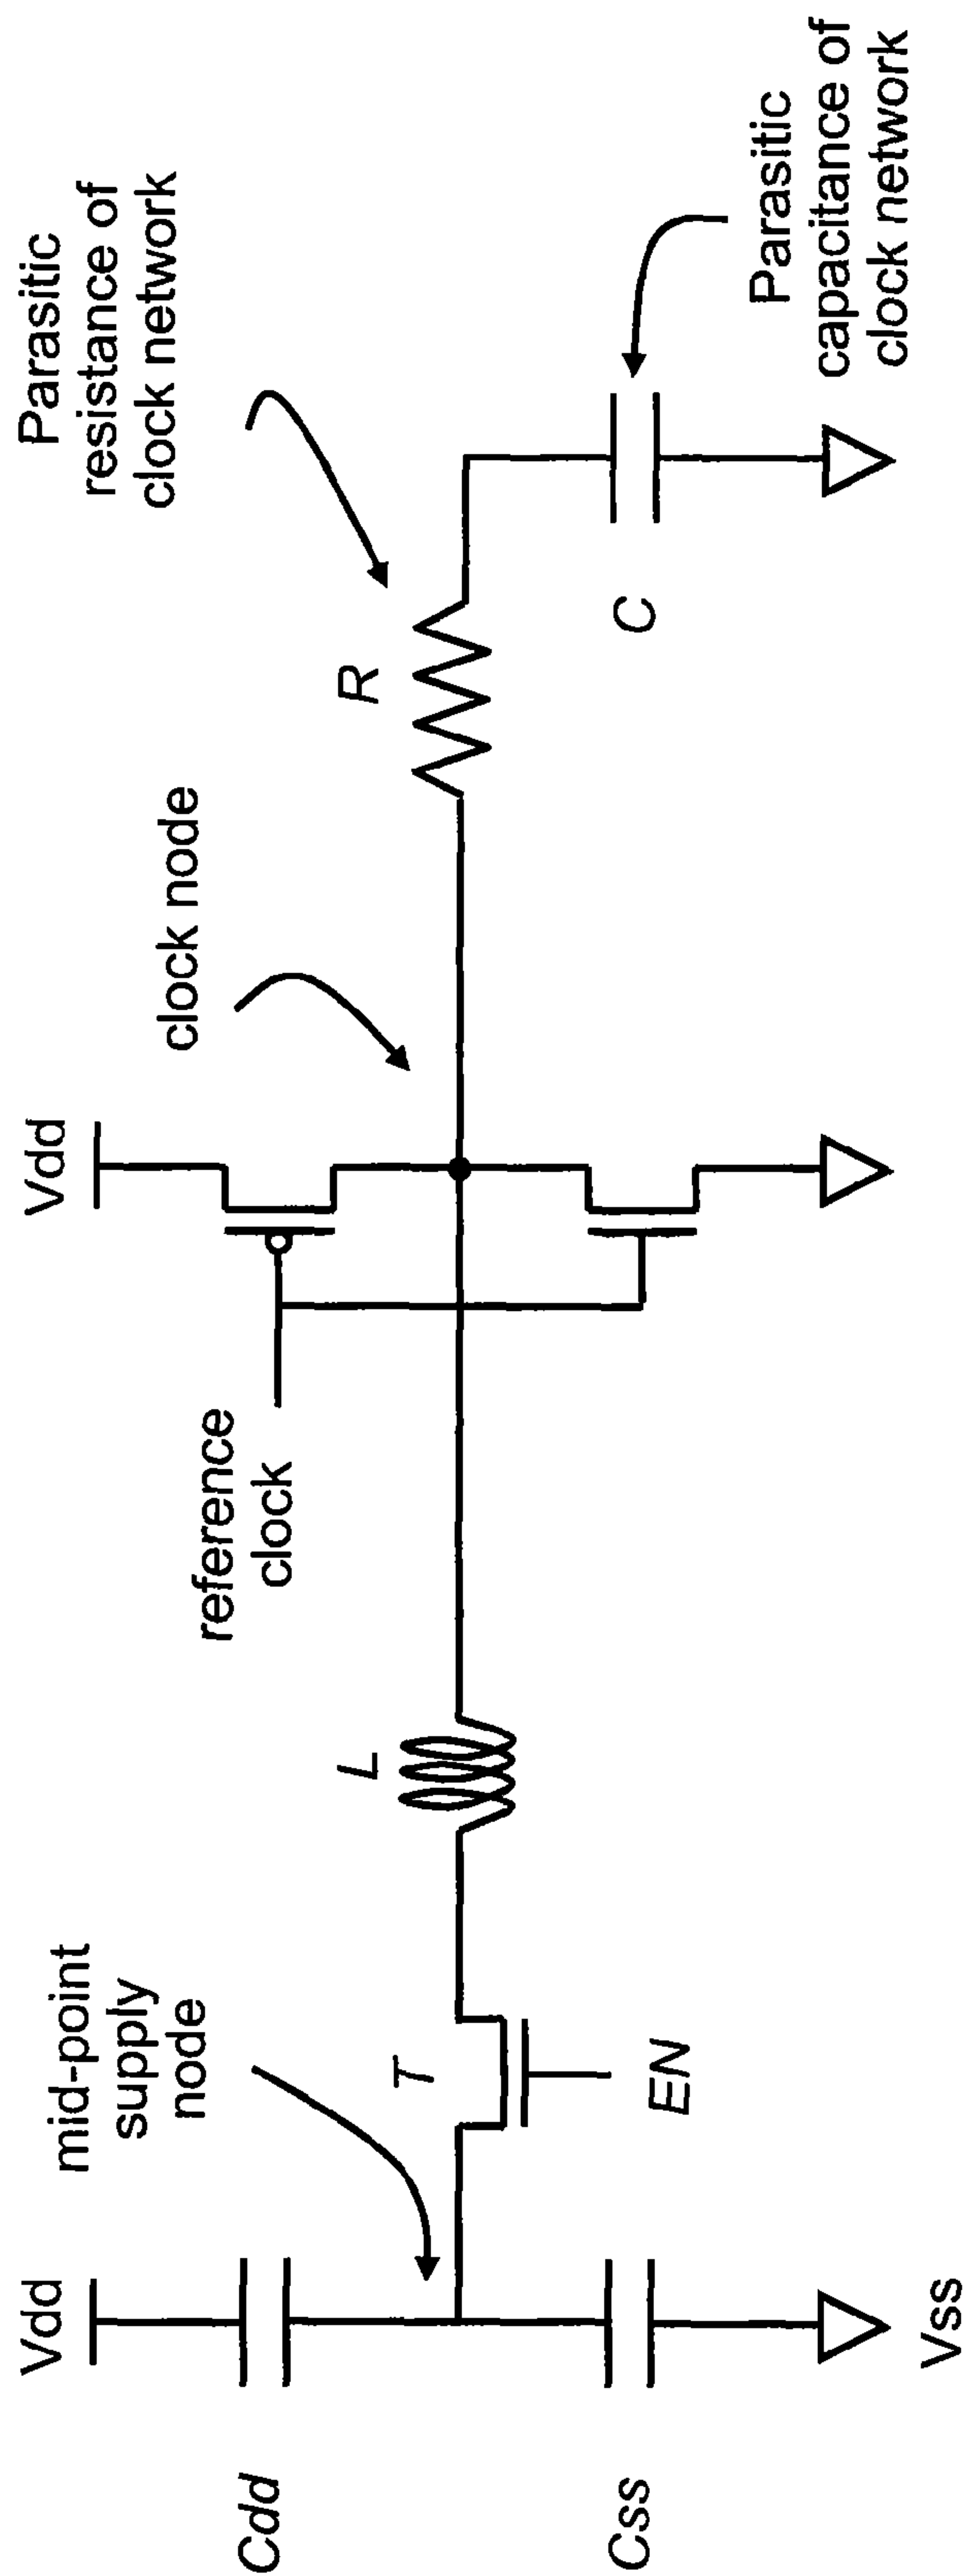 Vdd
Cdd
mid-point
supply
node
Css
Vss
T
EN
L
reference
clock
Vdd
clock node
R
Parasitic
resistance of
clock network
C
Parasitic
capacitance of
clock network